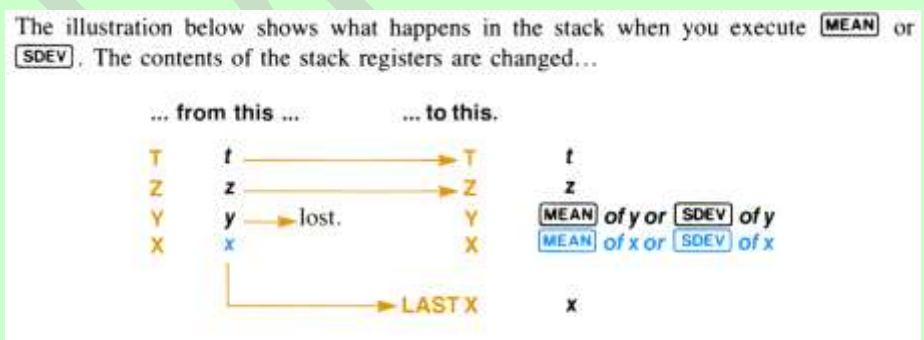 The illustration below shows what happens in the stack when you execute MEAN or
SDEV. The contents of the stack registers are changed...
... from this ... ... to this.
T t T t
Z z Z z
Y y lost. Y MEAN of y or SDEV of y
X x X MEAN of x or SDEV of x
LAST X x